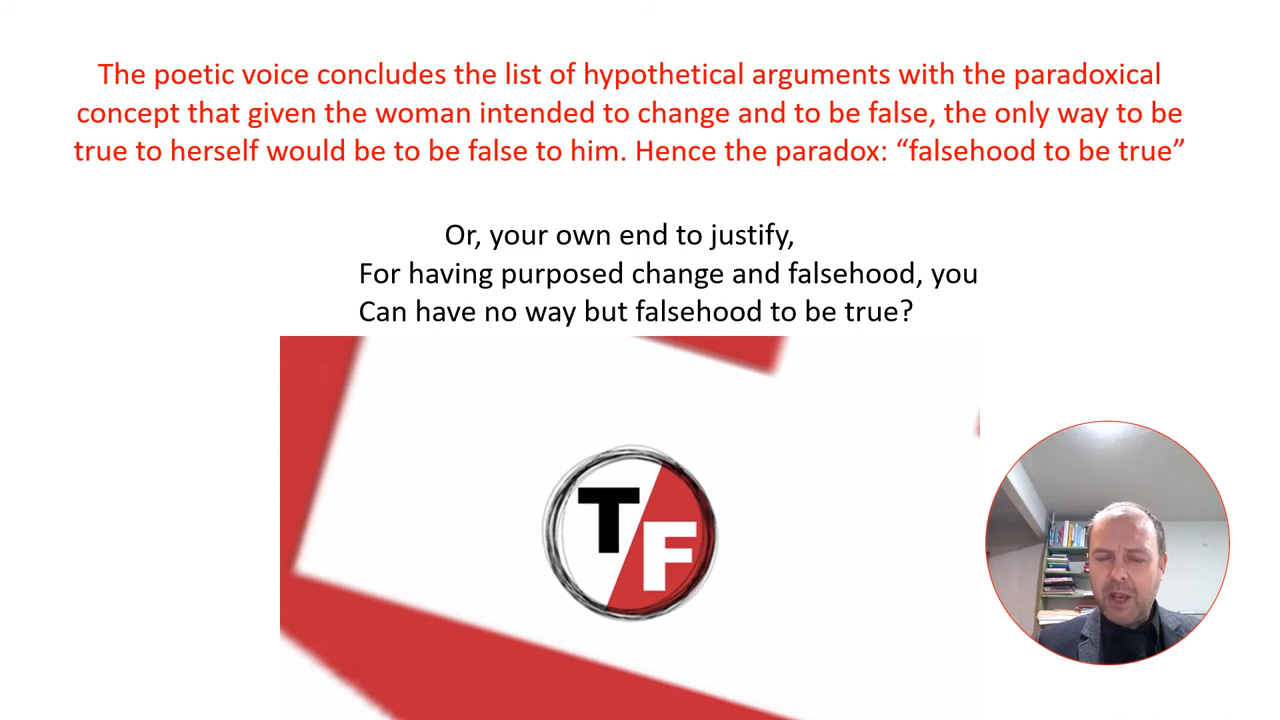 The poetic voice concludes the list of hypothetical arguments with the paradoxical
concept that given the woman intended to change and to be false, the only way to be
true to herself would be to be false to him. Hence the paradox: “falsehood to be true”
Or, your own end to justify,
For having purposed change and falsehood, you
Can have no way but falsehood to be true?
T/F